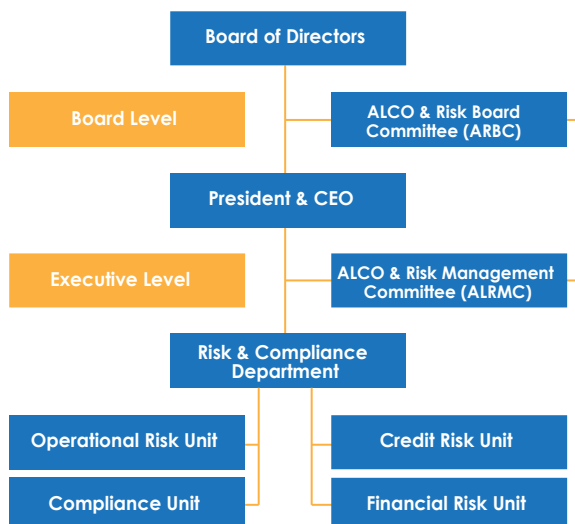 Board of Directors
Board Level
ALCO & Risk Board
Committee (ARBC)
President & CEO
Executive Level
ALCO & Risk Management
Committee (ALRMC)
Risk & Compliance
Department
Operational Risk Unit
Credit Risk Unit
Compliance Unit
Financial Risk Unit